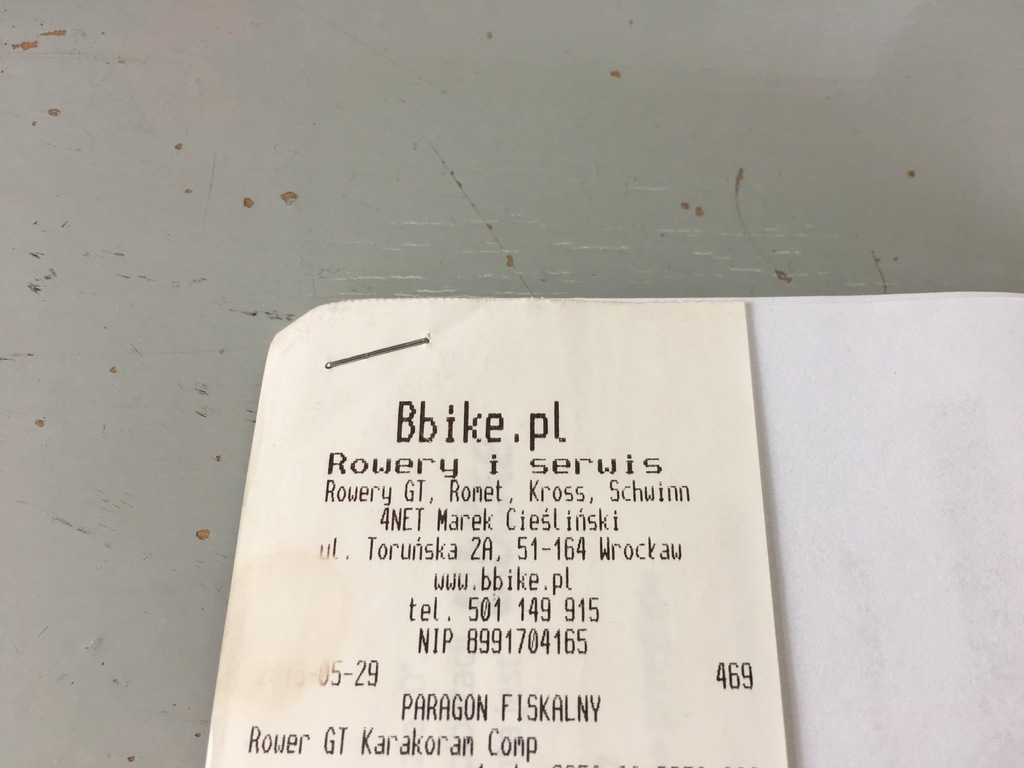 Bbike.pl
Rowery i serwis
Rowery GT, Romet, Kross, Schwinn
4NET Marek Cieśliński
ul. Toruńska 2A, 51-164 Wrocław
www.bbike.pl
tel. 501 149 915
NIP 8991704165
05-29 469
PARAGON FISKALNY
Rower GT Karakoram Comp